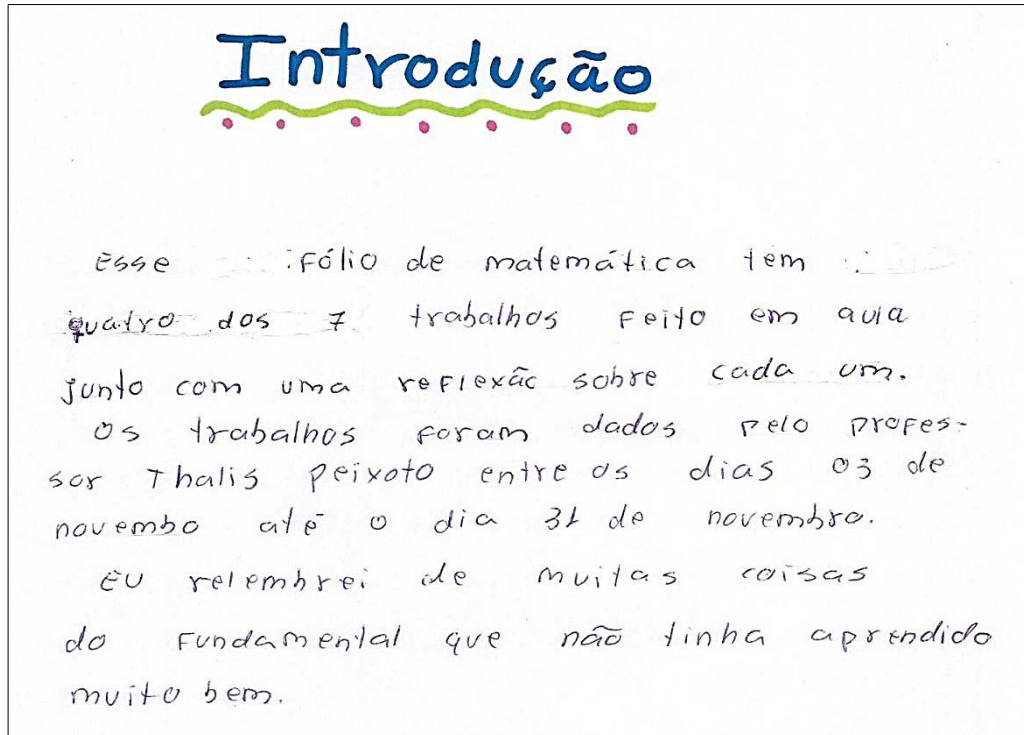 Introdução
Esse fólio de matemática tem
quatro dos 7 trabalhos feito em aula
junto com uma reflexão sobre cada um.
Os trabalhos foram dados pelo profes-
sor Thalis Peixoto entre os dias 03 de
novembo até o dia 31 de novembro.
Eu relembrei de muitas coisas
do fundamental que não tinha aprendido
muito bem.